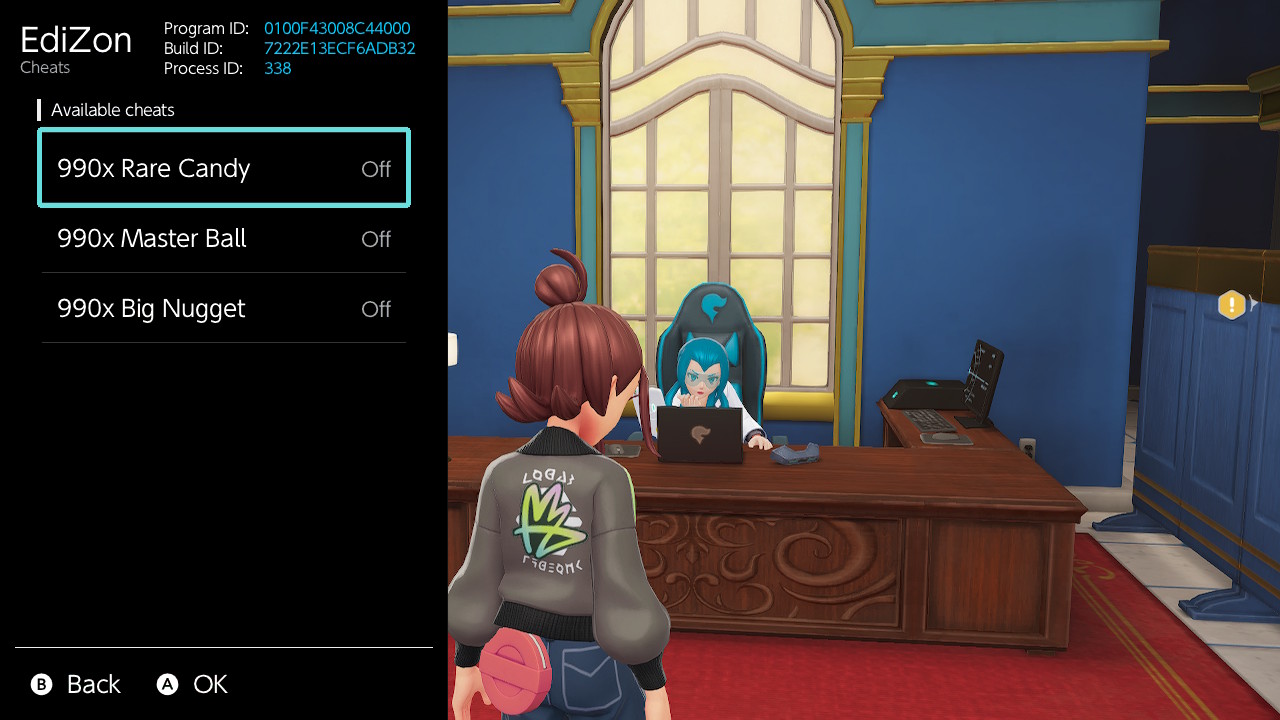 EdiZon
Cheats
Program ID: 0100F43008C44000
Build ID: 7222E13ECF6ADB32
Process ID: 338
Available cheats
990x Rare Candy Off
990x Master Ball Off
990x Big Nugget Off
B Back A OK